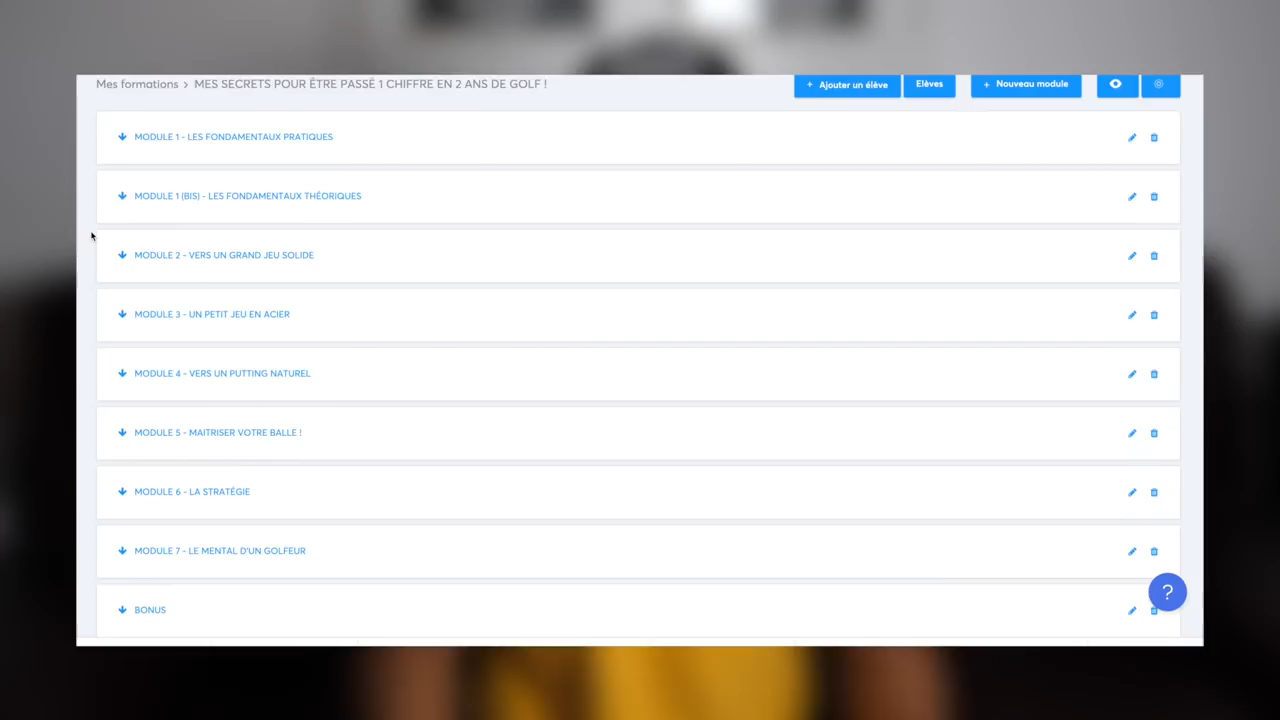 Mes formations > MES SECRETS POUR ÊTRE PASSÉ 1 CHIFFRE EN 2 ANS DE GOLF !
+ Ajouter un élève
Elèves
+ Nouveau module
MODULE 1 - LES FONDAMENTAUX PRATIQUES
MODULE 1 (BIS) - LES FONDAMENTAUX THÉORIQUES
MODULE 2 - VERS UN GRAND JEU SOLIDE
MODULE 3 - UN PETIT JEU EN ACIER
MODULE 4 - VERS UN PUTTING NATUREL
MODULE 5 - MAITRISER VOTRE BALLE !
MODULE 6 - LA STRATÉGIE
MODULE 7 - LE MENTAL D'UN GOLFEUR
BONUS
?